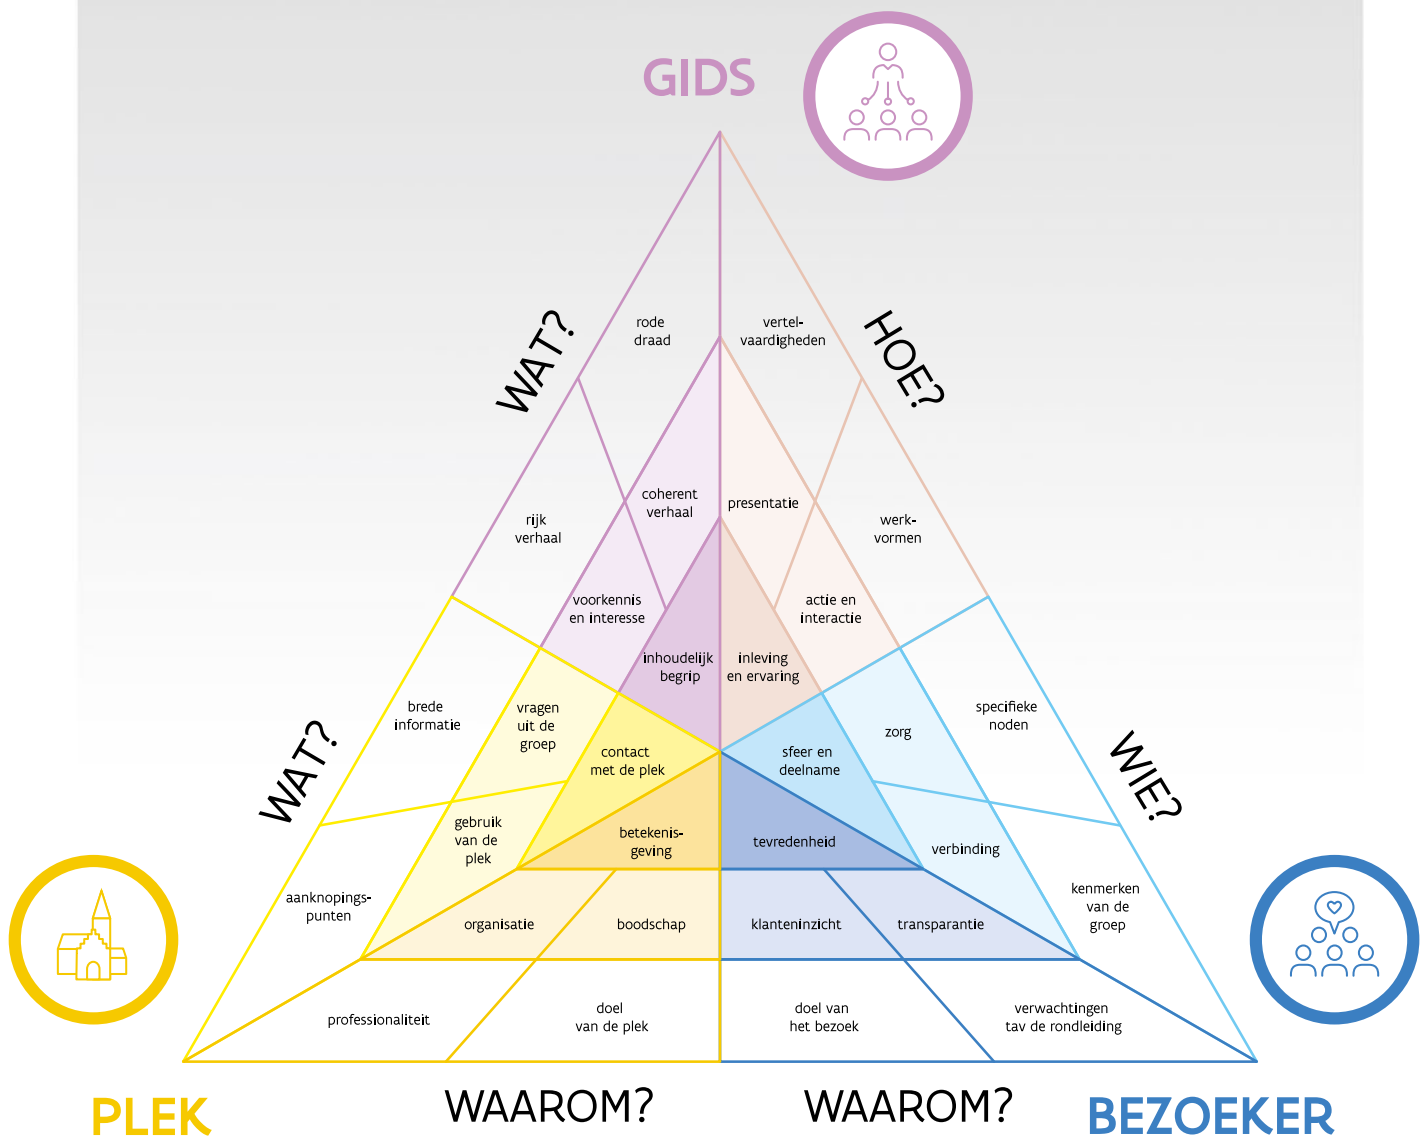 GIDS
WAT?
HOE?
rode
draad
vertel-
vaardigheden
coherent
verhaal
presentatie
rijk
verhaal
werk-
vormen
voorkennis
en interesse
actie en
interactie
inhoudelijk
begrip
inleving
en ervaring
WAT?
WIE?
brede
informatie
vragen
uit de
groep
contact
met de plek
sfeer en
deelname
zorg
specifieke
noden
gebruik
van de
plek
betekenis-
geving
tevredenheid
verbinding
aanknopings-
punten
organisatie
boodschap
klanteninzicht
transparantie
kenmerken
van de
groep
professionaliteit
doel
van de plek
doel van
het bezoek
verwachtingen
tav de rondleiding
PLEK
WAAROM?
WAAROM?
BEZOEKER